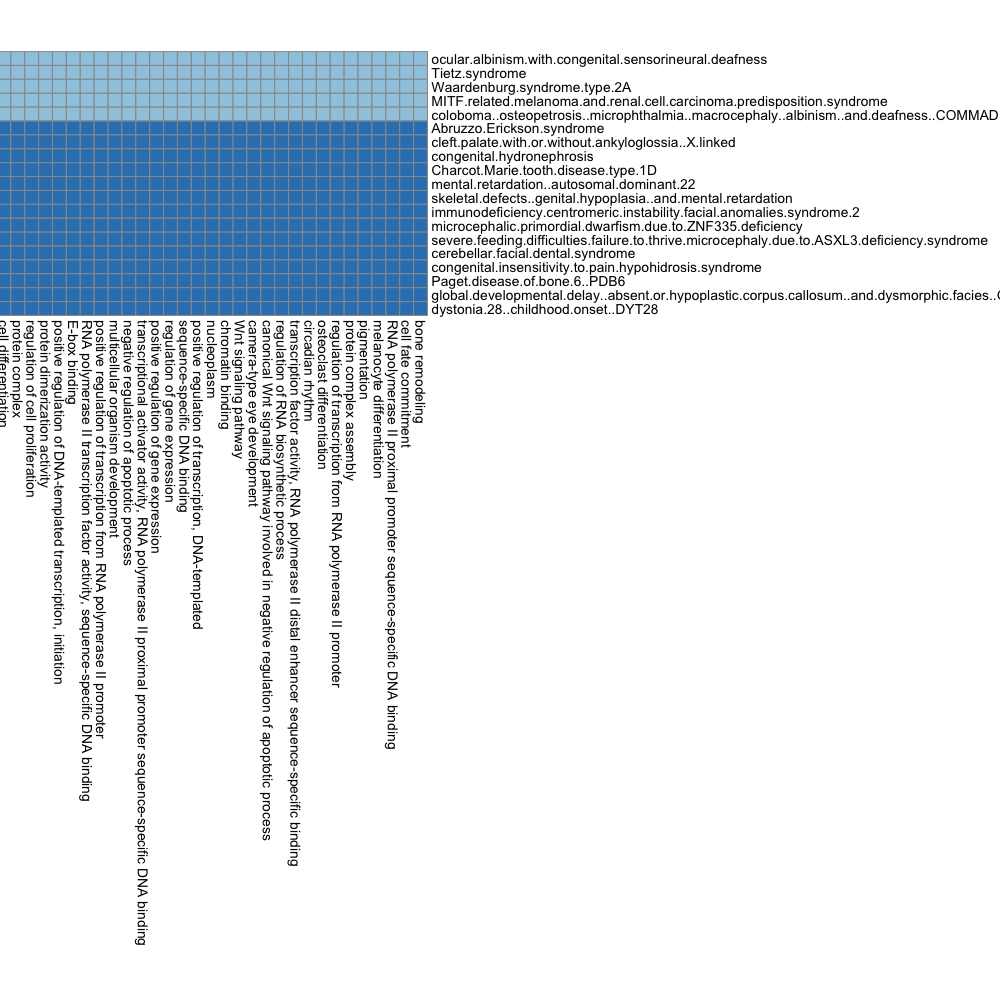 ocular.albinism.with.congenital.sensorineural.deafness
Tietz.syndrome
Waardenburg.syndrome.type.2A
MITF.related.melanoma.and.renal.cell.carcinoma.predisposition.syndrome
coloboma..osteopetrosis..microphthalmia..macrocephaly..albinism..and.deafness..COMMAD
Abruzzo.Erickson.syndrome
cleft.palate.with.or.without.ankyloglossia..X.linked
congenital.hydronephrosis
Charcot.Marie.tooth.disease.type.1D
mental.retardation..autosomal.dominant.22
skeletal.defects..genital.hypoplasia..and.mental.retardation
immunodeficiency.centromeric.instability.facial.anomalies.syndrome.2
microcephalic.primordial.dwarfism.due.to.ZNF335.deficiency
severe.feeding.difficulties.failure.to.thrive.microcephaly.due.to.ASXL3.deficiency.syndrome
cerebellar.facial.dental.syndrome
congenital.insensitivity.to.pain.hypohidrosis.syndrome
Paget.disease.of.bone.6..PDB6
global.developmental.delay..absent.or.hypoplastic.corpus.callosum..and.dysmorphic.facies..
dystonia.28..childhood.onset..DYT28
cell differentiation
protein complex
regulation of cell proliferation
protein dimerization activity
positive regulation of DNA-templated transcription, initiation
E-box binding
RNA polymerase II transcription factor activity, sequence-specific DNA binding
positive regulation of transcription from RNA polymerase II promoter
multicellular organism development
negative regulation of apoptotic process
transcriptional activator activity, RNA polymerase II proximal promoter sequence-specific DNA binding
positive regulation of gene expression
regulation of gene expression
sequence-specific DNA binding
positive regulation of transcription, DNA-templated
nucleoplasm
chromatin binding
Wnt signaling pathway
camera-type eye development
canonical Wnt signaling pathway involved in negative regulation of apoptotic process
regulation of RNA biosynthetic process
transcription factor activity, RNA polymerase II distal enhancer sequence-specific binding
circadian rhythm
osteoclast differentiation
regulation of transcription from RNA polymerase II promoter
protein complex assembly
pigmentation
melanocyte differentiation
RNA polymerase II proximal promoter sequence-specific DNA binding
cell fate commitment
bone remodeling